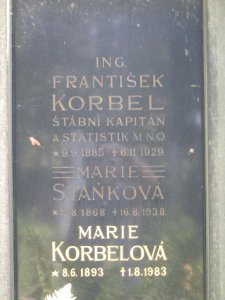 ING.
FRANTIŠEK
KORBEL
ŠTÁBNÍ KAPITÁN
A STATISTIK M.N.O.
★ 9.9.1885 ✝ 6.11.1929.
MARIE
STAŇKOVÁ
8.1868 ✝ 16.8.1938.
MARIE
KORBELOVÁ
★ 8.6.1893 ✝ 1.8.1983